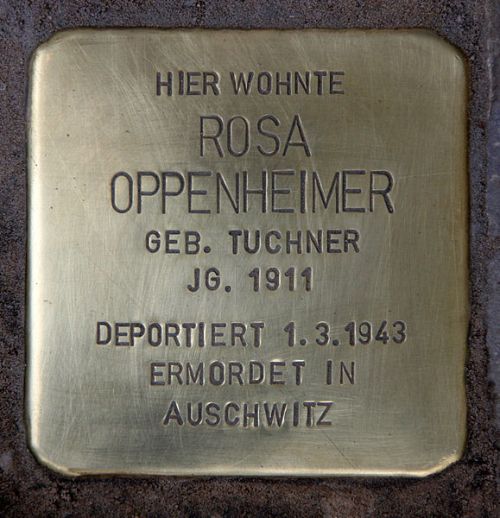 HIER WOHNTE
ROSA
OPPENHEIMER
GEB. TUCHNER
JG. 1911
DEPORTIERT 1.3.1943
ERMORDET IN
AUSCHWITZ